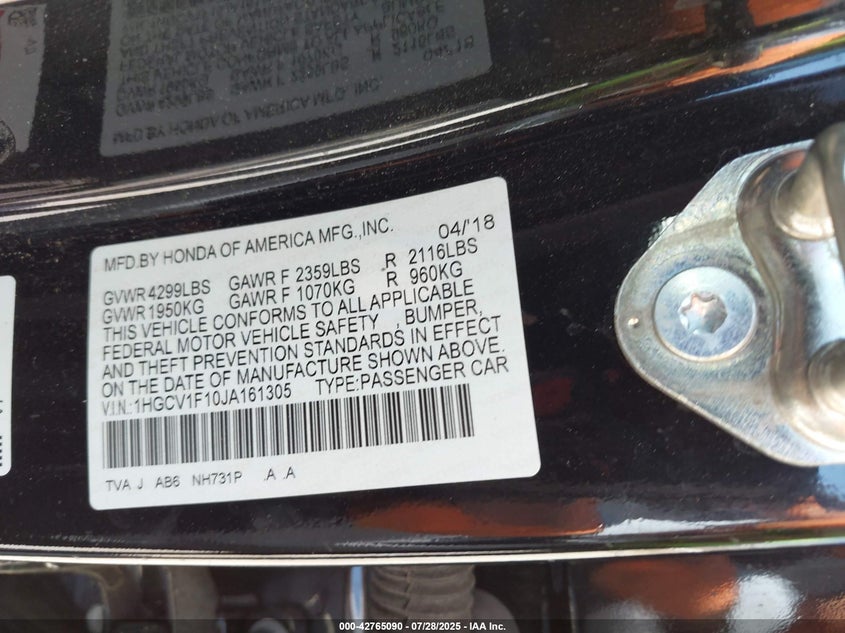 MFD.BY HONDA OF AMERICA MFG.,INC. 04/'18
GVWR 4299LBS GAWR F 2359LBS R 2116LBS
GVWR 1950KG GAWR F 1070KG R 960KG
THIS VEHICLE CONFORMS TO ALL APPLICABLE
FEDERAL MOTOR VEHICLE SAFETY , BUMPER,
AND THEFT PREVENTION STANDARDS IN EFFECT
ON THE DATE OF MANUFACTURE SHOWN ABOVE.
V.I.N.:1HGCV1F10JA161305 TYPE:PASSENGER CAR
TVA J AB6 NH731P .A .A
000-42765090 - 07/28/2025 - IAA Inc.